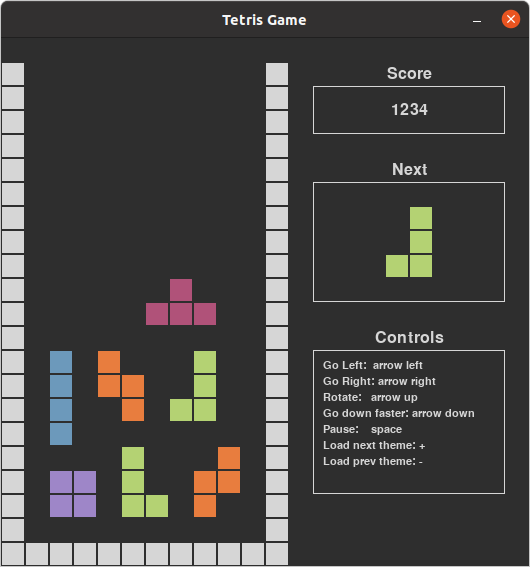 Tetris Game
Score
1234
Next
Controls
Go Left: arrow left
Go Right: arrow right
Rotate: arrow up
Go down faster: arrow down
Pause: space
Load next theme: +
Load prev theme: -